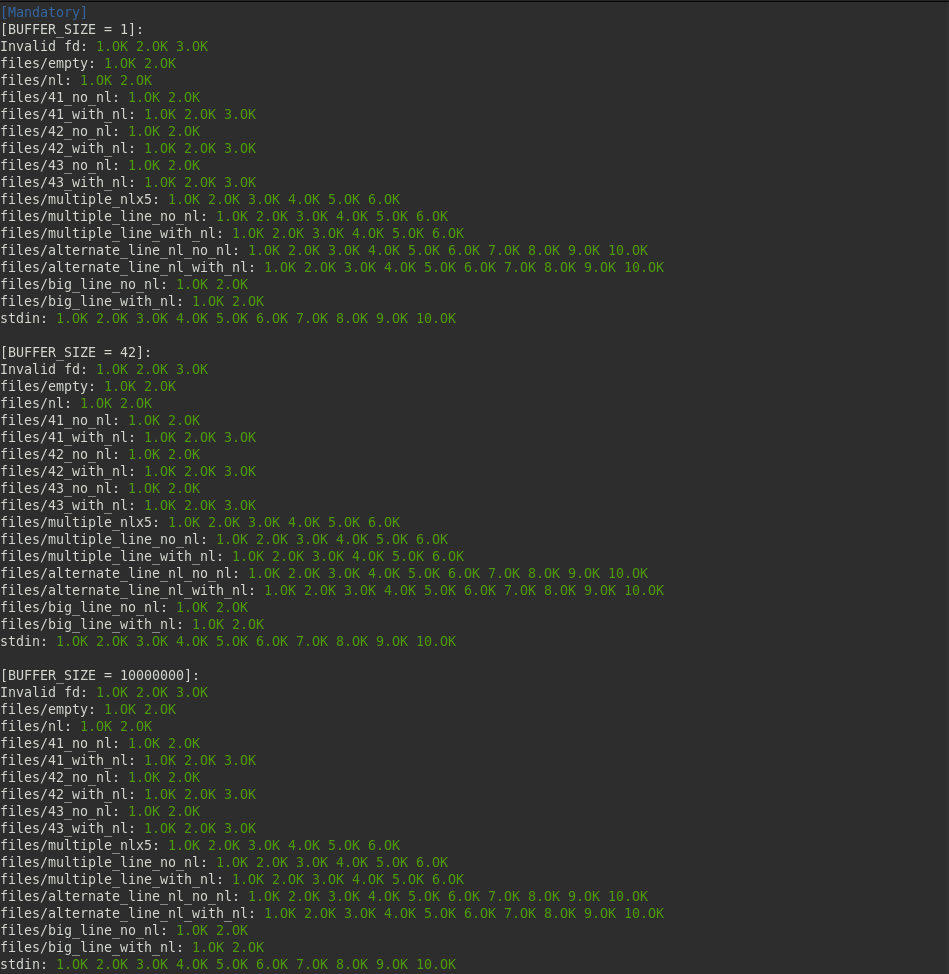 [Mandatory]
[BUFFER_SIZE = 1]:
Invalid fd: 1.OK 2.OK 3.OK
files/empty: 1.OK 2.OK
files/nl: 1.OK 2.OK
files/41_no_nl: 1.OK 2.OK
files/41_with_nl: 1.OK 2.OK 3.OK
files/42_no_nl: 1.OK 2.OK
files/42_with_nl: 1.OK 2.OK 3.OK
files/43_no_nl: 1.OK 2.OK
files/43_with_nl: 1.OK 2.OK 3.OK
files/multiple_nlx5: 1.OK 2.OK 3.OK 4.OK 5.OK 6.OK
files/multiple_line_no_nl: 1.OK 2.OK 3.OK 4.OK 5.OK 6.OK
files/multiple_line_with_nl: 1.OK 2.OK 3.OK 4.OK 5.OK 6.OK
files/alternate_line_nl_no_nl: 1.OK 2.OK 3.OK 4.OK 5.OK 6.OK 7.OK 8.OK 9.OK 10.OK
files/alternate_line_nl_with_nl: 1.OK 2.OK 3.OK 4.OK 5.OK 6.OK 7.OK 8.OK 9.OK 10.OK
files/big_line_no_nl: 1.OK 2.OK
files/big_line_with_nl: 1.OK 2.OK
stdin: 1.OK 2.OK 3.OK 4.OK 5.OK 6.OK 7.OK 8.OK 9.OK 10.OK

[BUFFER_SIZE = 42]:
Invalid fd: 1.OK 2.OK 3.OK
files/empty: 1.OK 2.OK
files/nl: 1.OK 2.OK
files/41_no_nl: 1.OK 2.OK
files/41_with_nl: 1.OK 2.OK 3.OK
files/42_no_nl: 1.OK 2.OK
files/42_with_nl: 1.OK 2.OK 3.OK
files/43_no_nl: 1.OK 2.OK
files/43_with_nl: 1.OK 2.OK 3.OK
files/multiple_nlx5: 1.OK 2.OK 3.OK 4.OK 5.OK 6.OK
files/multiple_line_no_nl: 1.OK 2.OK 3.OK 4.OK 5.OK 6.OK
files/multiple_line_with_nl: 1.OK 2.OK 3.OK 4.OK 5.OK 6.OK
files/alternate_line_nl_no_nl: 1.OK 2.OK 3.OK 4.OK 5.OK 6.OK 7.OK 8.OK 9.OK 10.OK
files/alternate_line_nl_with_nl: 1.OK 2.OK 3.OK 4.OK 5.OK 6.OK 7.OK 8.OK 9.OK 10.OK
files/big_line_no_nl: 1.OK 2.OK
files/big_line_with_nl: 1.OK 2.OK
stdin: 1.OK 2.OK 3.OK 4.OK 5.OK 6.OK 7.OK 8.OK 9.OK 10.OK

[BUFFER_SIZE = 10000000]:
Invalid fd: 1.OK 2.OK 3.OK
files/empty: 1.OK 2.OK
files/nl: 1.OK 2.OK
files/41_no_nl: 1.OK 2.OK
files/41_with_nl: 1.OK 2.OK 3.OK
files/42_no_nl: 1.OK 2.OK
files/42_with_nl: 1.OK 2.OK 3.OK
files/43_no_nl: 1.OK 2.OK
files/43_with_nl: 1.OK 2.OK 3.OK
files/multiple_nlx5: 1.OK 2.OK 3.OK 4.OK 5.OK 6.OK
files/multiple_line_no_nl: 1.OK 2.OK 3.OK 4.OK 5.OK 6.OK
files/multiple_line_with_nl: 1.OK 2.OK 3.OK 4.OK 5.OK 6.OK
files/alternate_line_nl_no_nl: 1.OK 2.OK 3.OK 4.OK 5.OK 6.OK 7.OK 8.OK 9.OK 10.OK
files/alternate_line_nl_with_nl: 1.OK 2.OK 3.OK 4.OK 5.OK 6.OK 7.OK 8.OK 9.OK 10.OK
files/big_line_no_nl: 1.OK 2.OK
files/big_line_with_nl: 1.OK 2.OK
stdin: 1.OK 2.OK 3.OK 4.OK 5.OK 6.OK 7.OK 8.OK 9.OK 10.OK